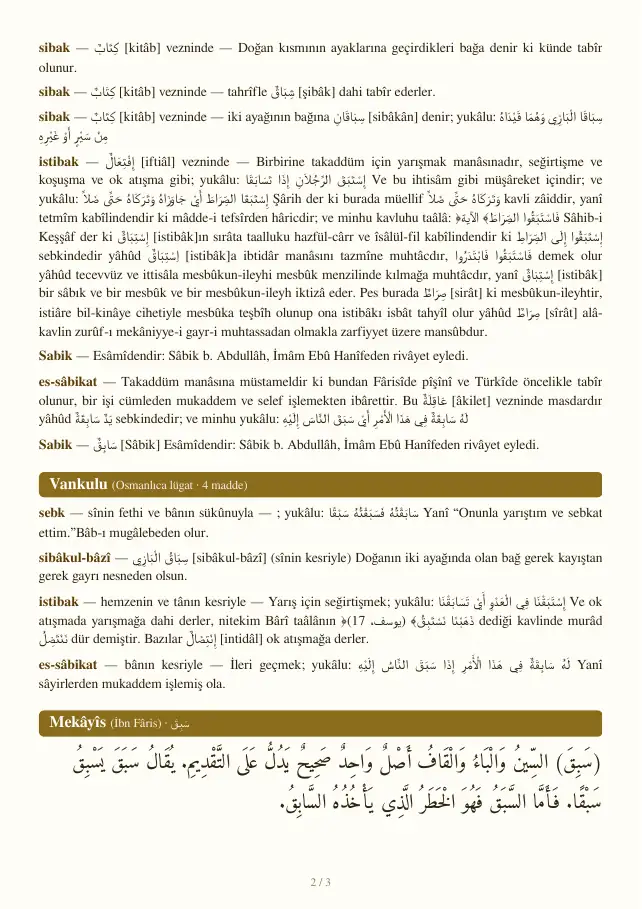 sibak — كِتَابٌ [kitâb] vezninde — Doğan kısmının ayaklarına geçirdikleri bağa denir ki künde tabîr
olunur.
sibak — كِتَابٌ [kitâb] vezninde — tahrîfle شِبَاقٌ [şibâk] dahi tabîr ederler.
sibak — كِتَابٌ [kitâb] vezninde — iki ayağının bağına سِبَاقَانِ [sibâkân] denir; yukâlu: سِبَاقَا الْبَازِي وَهُمَا قَيْدَاهُ
مِنْ سَيْرٍ أَوْ غَيْرِهِ
istibak — إِفْتِعَالٌ [iftiâl] vezninde — Birbirine takaddüm için yarışmak manâsınadır, seğirtişme ve
koşuşma ve ok atışma gibi; yukâlu: إِسْتَبَقَ الرَّجُلاَنِ إِذَا تَسَابَقَا Ve bu ihtisâm gibi müşâreket içindir; ve
yukâlu: إِسْتَبَقَا الصِّرَاطَ أَيْ جَاوَزَاهُ وَتَرَكَاهُ حَتَّى ضَلاَّ Şârih der ki burada müellif وَتَرَكَاهُ حَتَّى ضَلاَّ kavli zâiddir, yanî
tetmîm kabîlindendir ki mâdde-i tefsîrden hâricdir; ve minhu kavluhu taâlâ: ﴿فَاسْتَبَقُوا الصِّرَاطَ﴾ الآية Sâhib-i
Keşşâf der ki إِسْتِبَاقٌ [istibâk]ın sırâta taalluku hazfül-cârr ve îsâlül-fil kabîlindendir ki إِسْتَبَقُوا إِلَى الصِّرَاطِ
sebkindedir yâhûd إِسْتِبَاقٌ [istibâk]a ibtidâr manâsını tazmîne muhtâcdır, فَاسْتَبَقُوا فَابْتَدَرُوا demek olur
yâhûd tecevvüz ve ittisâla mesbûkun-ileyhi mesbûk menzilinde kılmağa muhtâcdır, yanî إِسْتِبَاقٌ [istibâk]
bir sâbık ve bir mesbûk ve bir mesbûkun-ileyh iktizâ eder. Pes burada صِرَاطٌ [sirât] ki mesbûkun-ileyhtir,
istiâre bil-kinâye cihetiyle mesbûka teşbîh olunup ona istibâkı isbât tahyîl olur yâhûd صِرَاطٌ [sîrât] alâ-
kavlin zurûf-ı mekâniyye-i gayr-i muhtassadan olmakla zarfiyyet üzere mansûbdur.
Sabik — Esâmîdendir: Sâbik b. Abdullâh, İmâm Ebû Hanîfeden rivâyet eyledi.
es-sâbikat — Takaddüm manâsına müstameldir ki bundan Fârisîde pîşînî ve Türkîde öncelikle tabîr
olunur, bir işi cümleden mukaddem ve selef işlemekten ibârettir. Bu عَاقِلَةٌ [âkilet] vezninde masdardır
yâhûd يَدٌ سَابِقَةٌ sebkindedir; ve minhu yukâlu: لَهُ سَابِقَةٌ فِي هَذَا الْأَمْرِ أَيْ سَبَقَ النَّاسَ إِلَيْهِ
Sabik — سَابِقٌ [Sâbik] Esâmîdendir: Sâbik b. Abdullâh, İmâm Ebû Hanîfeden rivâyet eyledi.
Vankulu (Osmanlıca lügat · 4 madde)
sebk — sînin fethi ve bânın sükûnuyla — ; yukâlu: سَابَقْتُهُ فَسَبَقْتُهُ سَبْقًا Yanî “Onunla yarıştım ve sebkat
ettim.”Bâb-ı mugâlebeden olur.
sibâkul-bâzî — سِبَاقُ الْبَازِي [sibâkul-bâzî] (sînin kesriyle) Doğanın iki ayağında olan bağ gerek kayıştan
gerek gayrı nesneden olsun.
istibak — hemzenin ve tânın kesriyle — Yarış için seğirtişmek; yukâlu: إِسْتَبَقْنَا فِي الْعَدْوِ أَيْ تَسَابَقْنَا Ve ok
atışmada yarışmağa dahi derler, nitekim Bârî taâlânın ﴿ذَهَبْنَا نَسْتَبِقُ﴾ (يوسف، 17) dediği kavlinde murâd
نَنْتَضِلُ dür demiştir. Bazılar إِنْتِضَالٌ [intidâl] ok atışmağa derler.
es-sâbikat — bânın kesriyle — İleri geçmek; yukâlu: لَهُ سَابِقَةٌ فِي هَذَا الْأَمْرِ إِذَا سَبَقَ النَّاسَ إِلَيْهِ Yanî
sâyirlerden mukaddem işlemiş ola.
Mekâyîs (İbn Fâris) · سَبِقَ
(سَبِقَ) السِّينُ وَالْبَاءُ وَالْقَافُ أَصْلٌ وَاحِدٌ صَحِيحٌ يَدُلُّ عَلَى التَّقْدِيمِ. يُقَالُ سَبَقَ يَسْبِقُ
سَبْقًا. فَأَمَّا السَّبَقُ فَهُوَ الْخَطَرُ الَّذِي يَأْخُذُهُ السَّابِقُ.
2 / 3